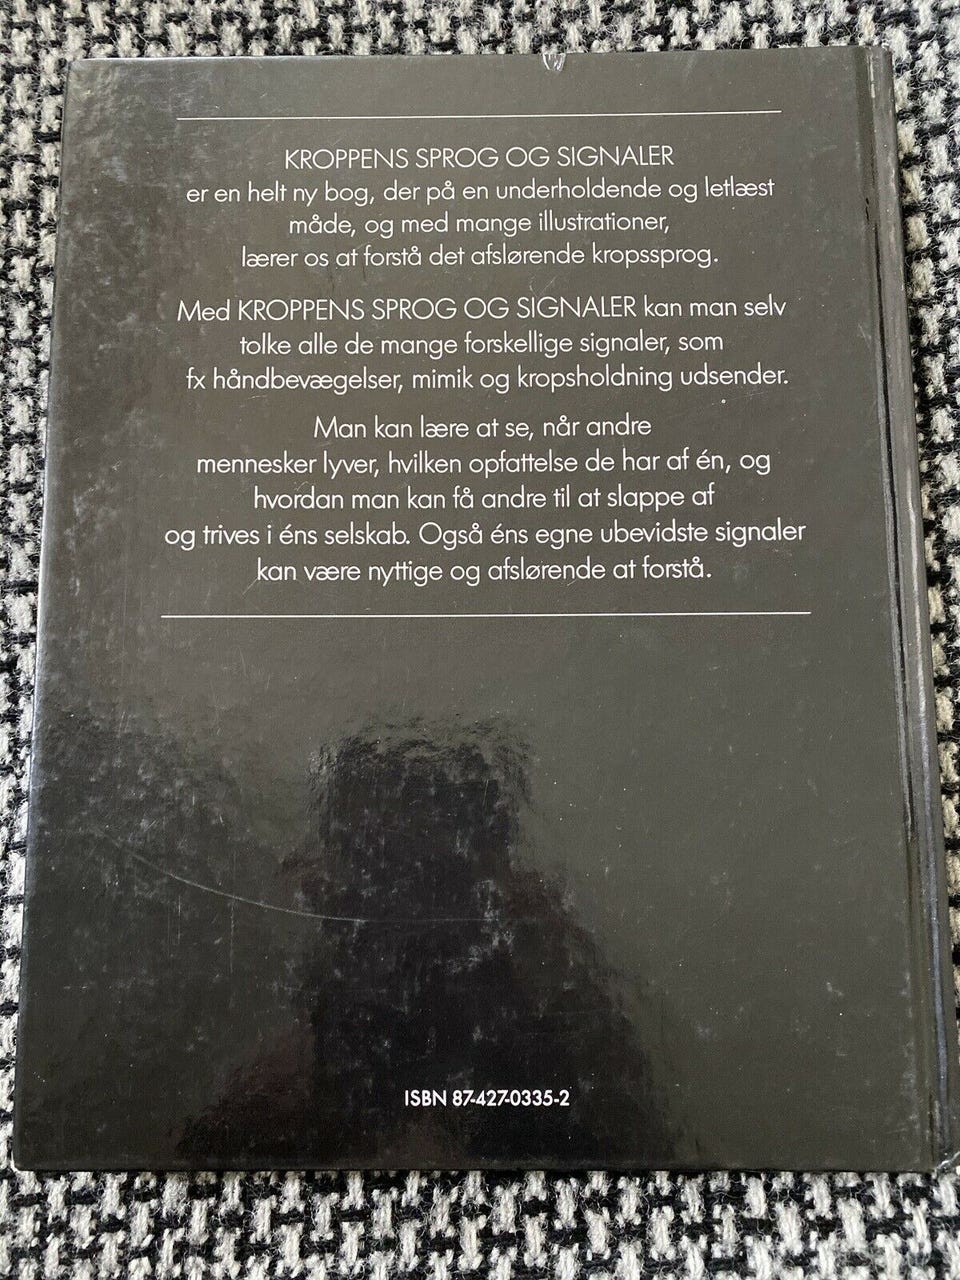 KROPPENS SPROG OG SIGNALER
er en helt ny bog, der på en underholdende og letlæst
måde, og med mange illustrationer,
lærer os at forstå det afslørende kropssprog.
Med KROPPENS SPROG OG SIGNALER kan man selv
tolke alle de mange forskellige signaler, som
fx håndbevægelser, mimik og kropsholdning udsender.
Man kan lære at se, når andre
mennesker lyver, hvilken opfattelse de har af én, og
hvordan man kan få andre til at slappe af
og trives i éns selskab. Også éns egne ubevidste signaler
kan være nyttige og afslørende at forstå.
ISBN 87-427-0335-2